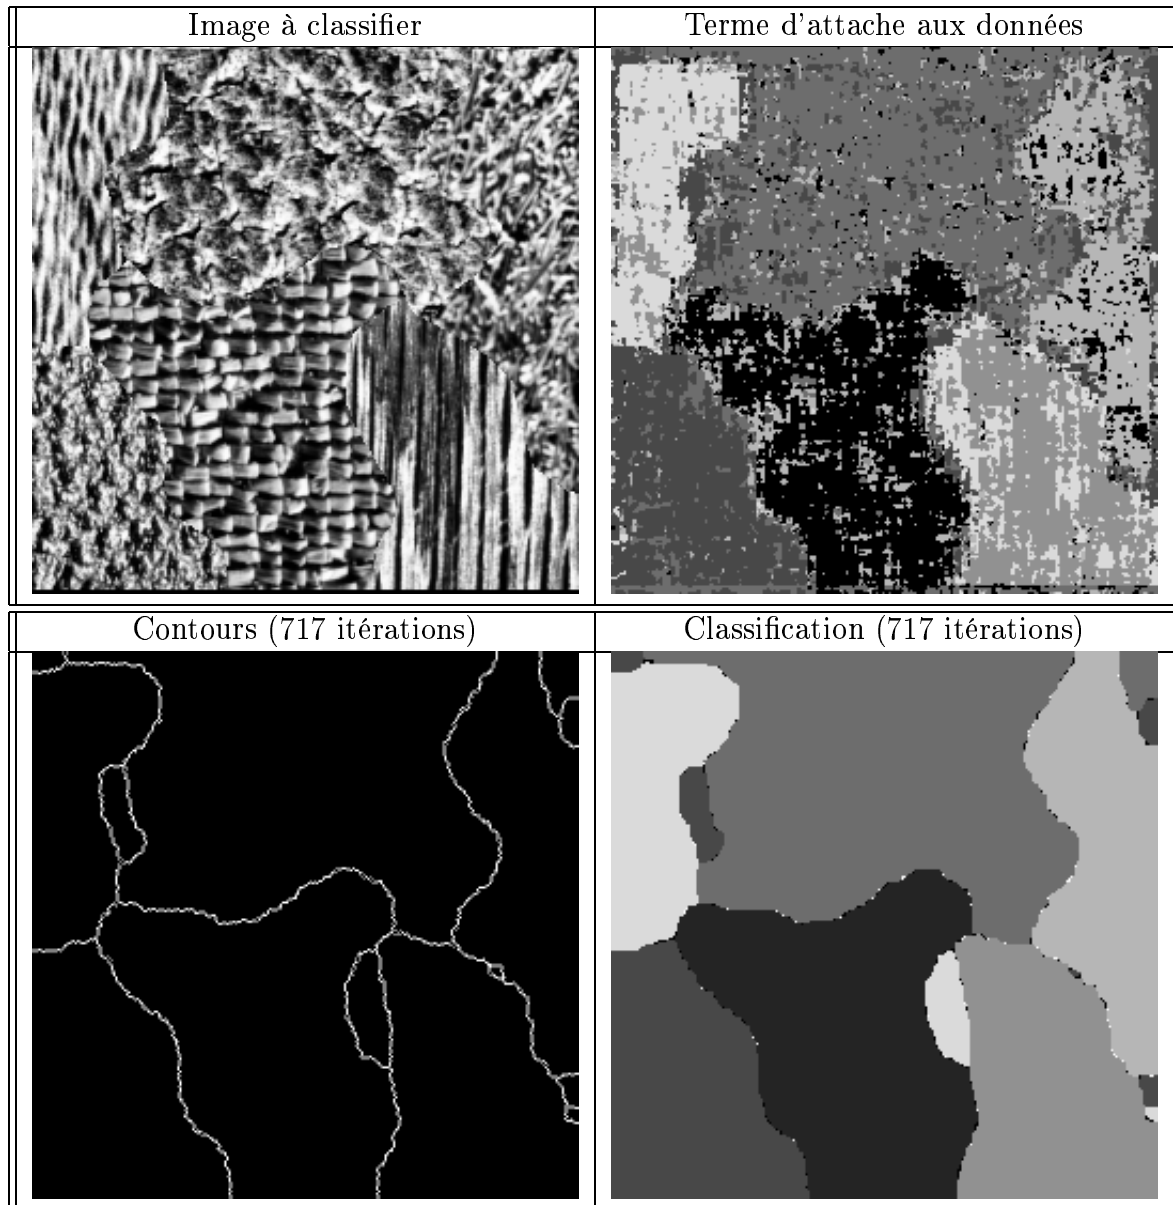 Image à classifier
Terme d'attache aux données
Contours (717 itérations)
Classification (717 itérations)